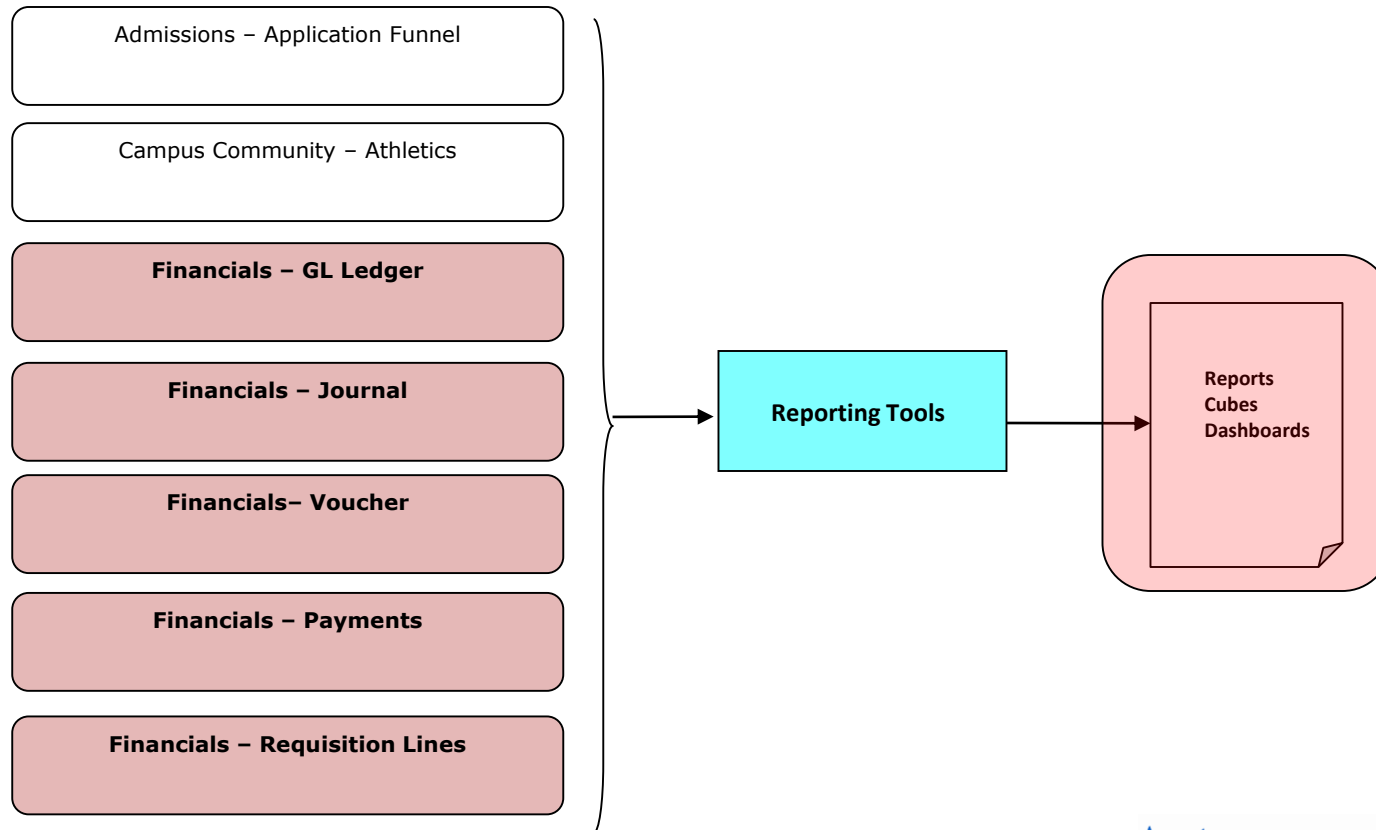 Admissions – Application Funnel
Campus Community – Athletics
Financials – GL Ledger
Financials – Journal
Financials– Voucher
Financials – Payments
Financials – Requisition Lines
Reporting Tools
Reports
Cubes
Dashboards